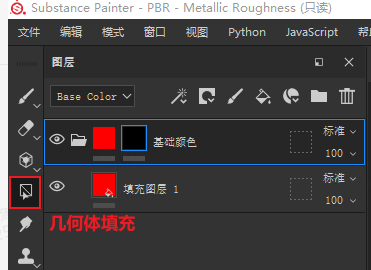 Substance Painter - PBR - Metallic Roughness (只读)
文件 编辑 模式 窗口 视图 Python JavaScript
图层
Base Color
基础颜色
标准
100
填充图层 1
标准
100
几何体填充